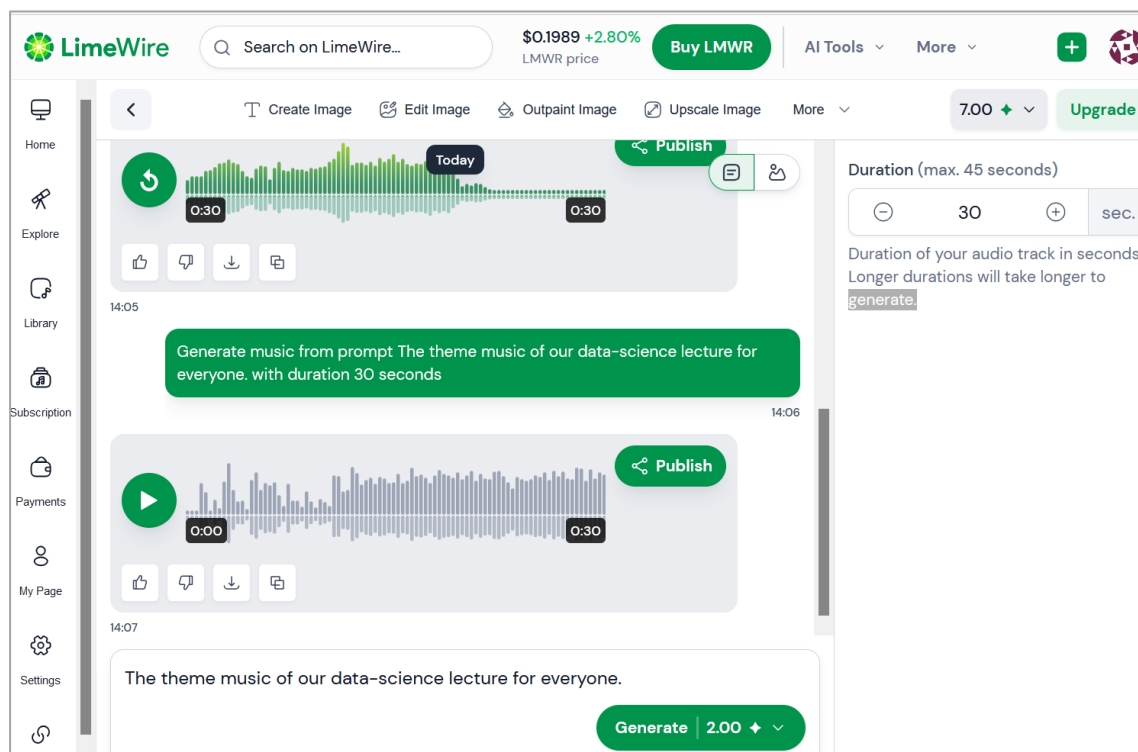 LimeWire
Search on LimeWire...
$0.1989 +2.80%
LMWR price
Buy LMWR
AI Tools
More
Home
Explore
Library
Subscription
Payments
My Page
Settings
Create Image
Edit Image
Outpaint Image
Upscale Image
More
7.00
Upgrade
Publish
Today
0:30
0:30
14:05
Generate music from prompt The theme music of our data-science lecture for
everyone. with duration 30 seconds
14:06
Publish
0:00
0:30
14:07
The theme music of our data-science lecture for everyone.
Generate 2.00
Duration (max. 45 seconds)
30
sec.
Duration of your audio track in seconds
Longer durations will take longer to
generate.